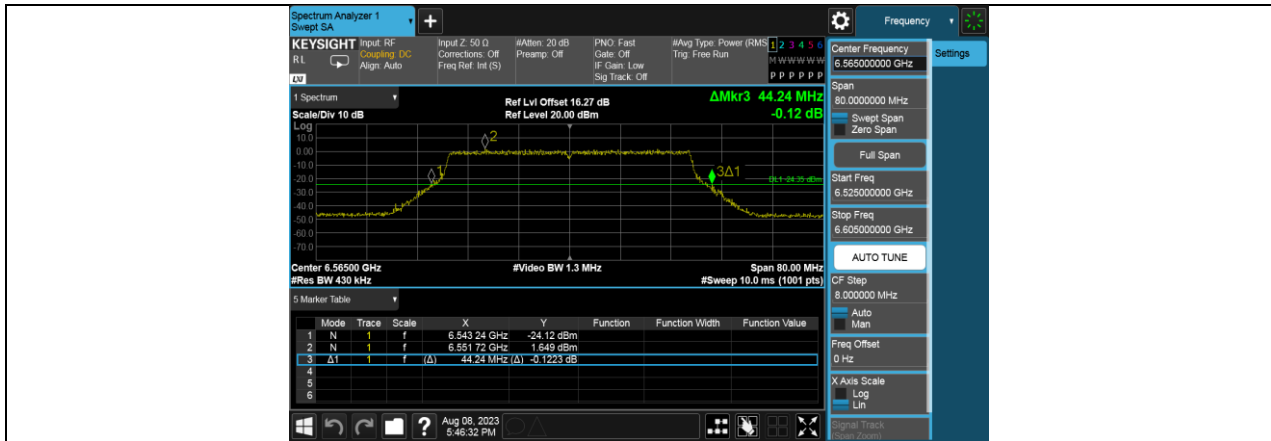 Spectrum Analyzer 1
Swept SA
Frequency
KEYSIGHT
RL
LXI
Input: RF
Coupling: DC
Align: Auto
Input Z: 50 Ω
Corrections: Off
Freq Ref: Int (S)
#Atten: 20 dB
Preamp: Off
PNO: Fast
Gate: Off
IF Gain: Low
Sig Track: Off
#Avg Type: Power (RMS
Trig: Free Run
1 2 3 4 5 6
M W W W W W
P P P P P P
1 Spectrum
Scale/Div 10 dB
Ref Lvl Offset 16.27 dB
Ref Level 20.00 dBm
ΔMkr3 44.24 MHz
-0.12 dB
Log
10.0
0.00
-10.0
-20.0
-30.0
-40.0
-50.0
-60.0
-70.0
1
2
3Δ1
DL1 -24.35 dBm
Center 6.56500 GHz
#Video BW 1.3 MHz
Span 80.00 MHz
#Res BW 430 kHz
#Sweep 10.0 ms (1001 pts)
5 Marker Table
Mode Trace Scale X Y Function Function Width Function Value
1 N 1 f 6.543 24 GHz -24.12 dBm
2 N 1 f 6.551 72 GHz 1.649 dBm
3 Δ1 1 f (Δ) 44.24 MHz (Δ) -0.1223 dB
4
5
6
Aug 08, 2023
5:46:32 PM
Center Frequency
6.565000000 GHz
Settings
Span
80.0000000 MHz
Swept Span
Zero Span
Full Span
Start Freq
6.525000000 GHz
Stop Freq
6.605000000 GHz
AUTO TUNE
CF Step
8.000000 MHz
Auto
Man
Freq Offset
0 Hz
X Axis Scale
Log
Lin
Signal Track
(Span Zoom)